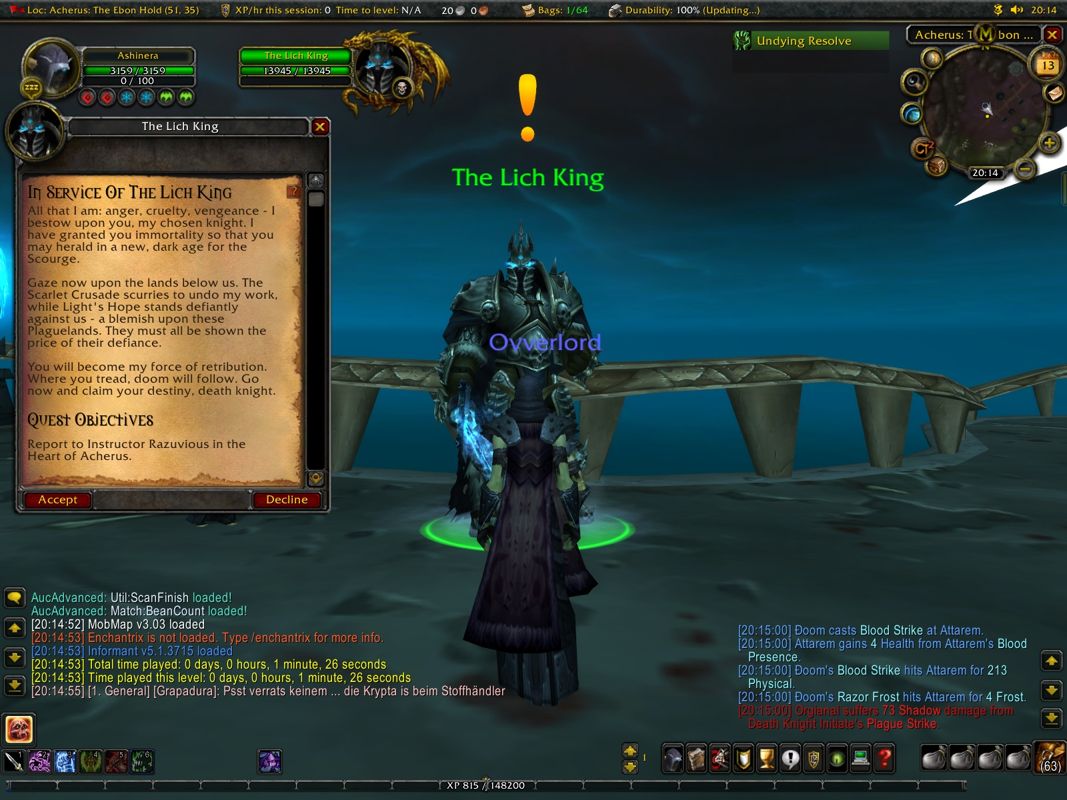 Loc: Acherus: The Ebon Hold (51, 35)
XP/hr this session: 0 Time to level: N/A
20 0
Bags: 1/64
Durability: 100% (Updating...)
20:14
Ashinera
3159 / 3159
0 / 100
zzz
The Lich King
13945 / 13945
Undying Resolve
Acherus: T
bon ...
M
13
20:14
The Lich King
In Service Of The Lich King
All that I am: anger, cruelty, vengeance - I
bestow upon you, my chosen knight. I
have granted you immortality so that you
may herald in a new, dark age for the
Scourge.
Gaze now upon the lands below us. The
Scarlet Crusade scurries to undo my work,
while Light's Hope stands defiantly
against us - a blemish upon these
Plaguelands. They must all be shown the
price of their defiance.
You will become my force of retribution.
Where you tread, doom will follow. Go
now and claim your destiny, death knight.
Quest Objectives
Report to Instructor Razuvious in the
Heart of Acherus.
Accept
Decline
!
The Lich King
Ovverlord
AucAdvanced: Util:ScanFinish loaded!
AucAdvanced: Match:BeanCount loaded!
[20:14:52] MobMap v3.03 loaded
[20:14:53] Enchantrix is not loaded. Type /enchantrix for more info.
[20:14:53] Informant v5.1.3715 loaded
[20:14:53] Total time played: 0 days, 0 hours, 1 minute, 26 seconds
[20:14:53] Time played this level: 0 days, 0 hours, 1 minute, 26 seconds
[20:14:55] [1. General] [Grapadura]: Psst verrats keinem ... die Krypta is beim Stoffhändler
[20:15:00] Ðoom casts Blood Strike at Attarem.
[20:15:00] Attarem gains 4 Health from Attarem's Blood
Presence.
[20:15:00] Ðoom's Blood Strike hits Attarem for 213
Physical.
[20:15:00] Ðoom's Razor Frost hits Attarem for 4 Frost.
[20:15:00] Orgianal suffers 73 Shadow damage from
Death Knight Initiate's Plague Strike.
1
(63)
XP 815 / 148200